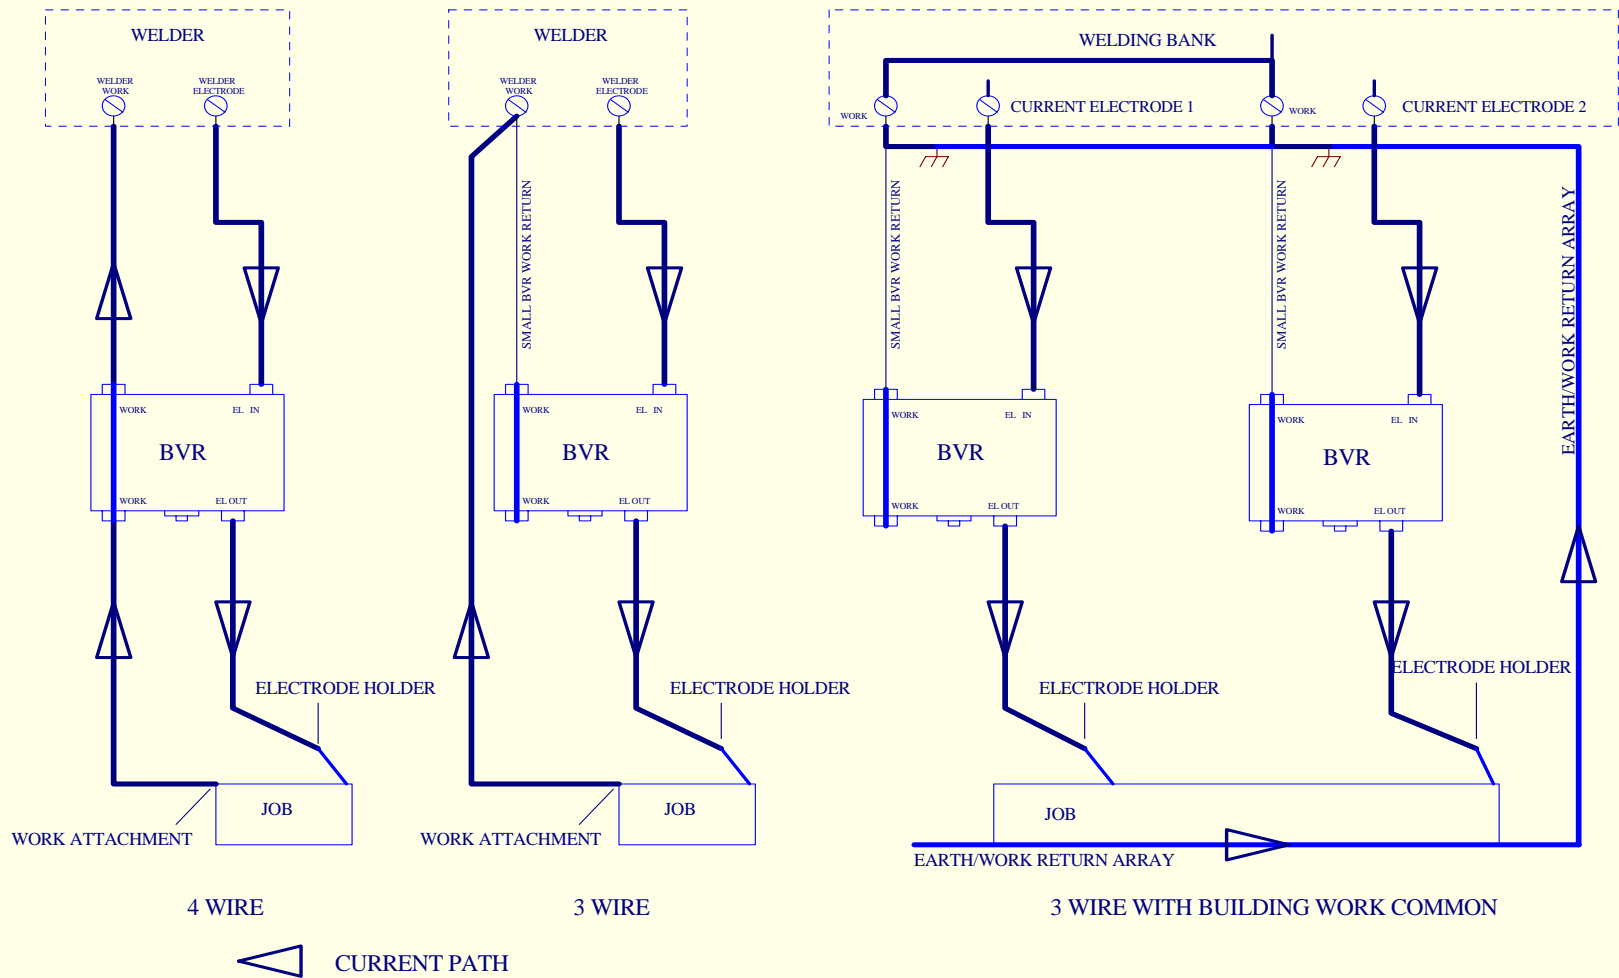 WELDER
WELDER
WORK
WELDER
ELECTRODE
WORK
EL IN
BVR
WORK
EL OUT
ELECTRODE HOLDER
JOB
WORK ATTACHMENT
4 WIRE
WELDER
WELDER
WORK
WELDER
ELECTRODE
SMALL BVR WORK RETURN
WORK
EL IN
BVR
WORK
EL OUT
ELECTRODE HOLDER
JOB
WORK ATTACHMENT
3 WIRE
WELDING BANK
WORK
CURRENT ELECTRODE 1
WORK
CURRENT ELECTRODE 2
SMALL BVR WORK RETURN
SMALL BVR WORK RETURN
EARTH/WORK RETURN ARRAY
WORK
EL IN
BVR
WORK
EL OUT
WORK
EL IN
BVR
WORK
EL OUT
ELECTRODE HOLDER
ELECTRODE HOLDER
JOB
EARTH/WORK RETURN ARRAY
3 WIRE WITH BUILDING WORK COMMON
CURRENT PATH